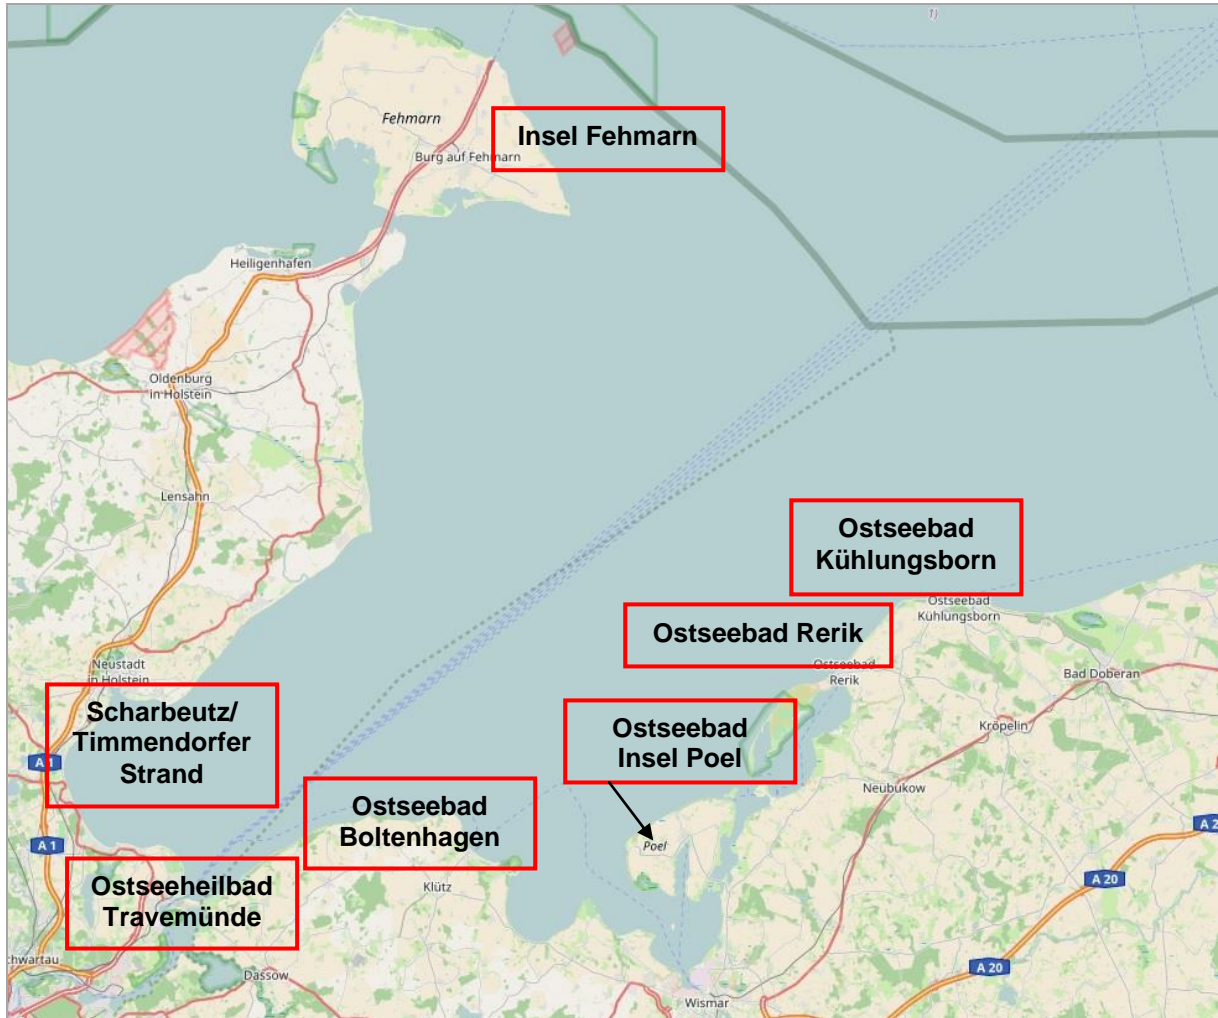 1)
Fehmarn
Insel Fehmarn
Burg auf Fehmarn
Heiligenhafen
Oldenburg
in Holstein
Lensahn
Ostseebad
Kühlungsborn
Ostseebad
Kühlungsborn
Ostseebad Rerik
Ostseebad
Rerik
Bad Doberan
Neustadt
in Holstein
Scharbeutz/
Timmendorfer
Strand
Ostseebad
Insel Poel
Kröpelin
A 1
Neubukow
Ostseebad
Boltenhagen
A 2
A 1
Poel
Ostseeheilbad
Travemünde
Klütz
A 20
chwartau
Dassow
A 20
Wismar